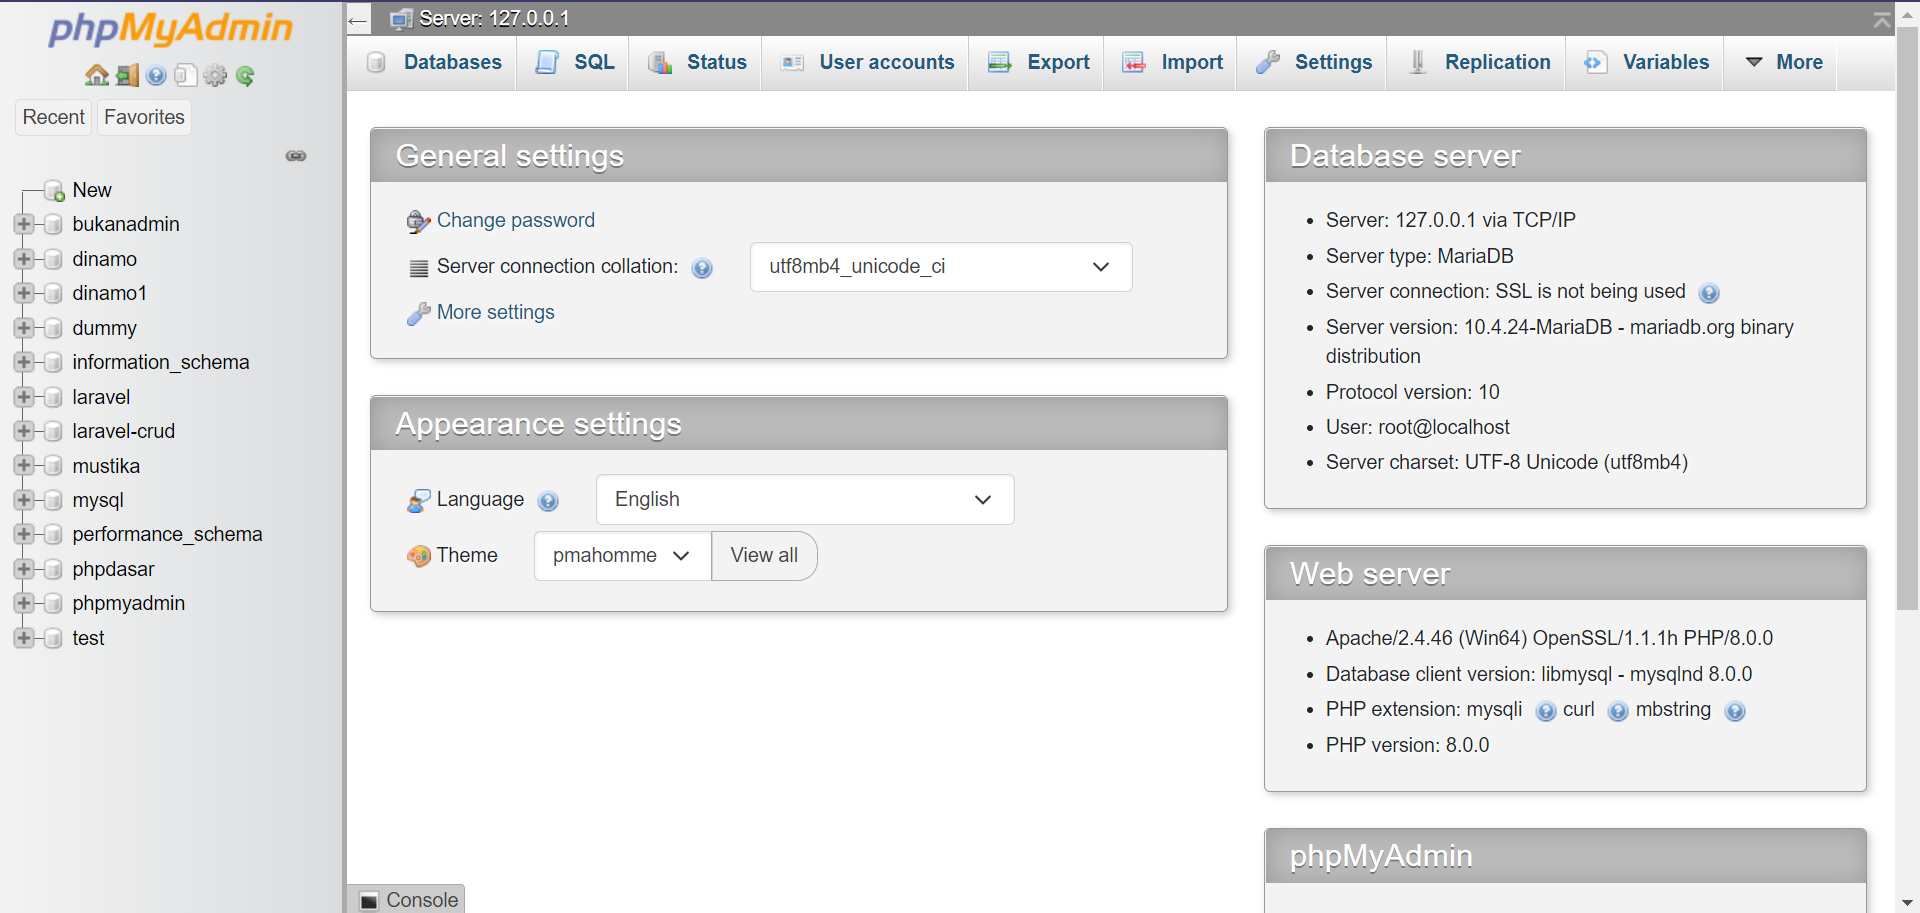 phpMyAdmin
Recent
Favorites
New
bukanadmin
dinamo
dinamo1
dummy
information_schema
laravel
laravel-crud
mustika
mysql
performance_schema
phpdasar
phpmyadmin
test
Server: 127.0.0.1
Databases
SQL
Status
User accounts
Export
Import
Settings
Replication
Variables
More
General settings
Change password
Server connection collation:
utf8mb4_unicode_ci
More settings
Appearance settings
Language
English
Theme
pmahomme
View all
Database server
Server: 127.0.0.1 via TCP/IP
Server type: MariaDB
Server connection: SSL is not being used
Server version: 10.4.24-MariaDB - mariadb.org binary
distribution
Protocol version: 10
User: root@localhost
Server charset: UTF-8 Unicode (utf8mb4)
Web server
Apache/2.4.46 (Win64) OpenSSL/1.1.1h PHP/8.0.0
Database client version: libmysql - mysqlnd 8.0.0
PHP extension: mysqli curl mbstring
PHP version: 8.0.0
phpMyAdmin
Console